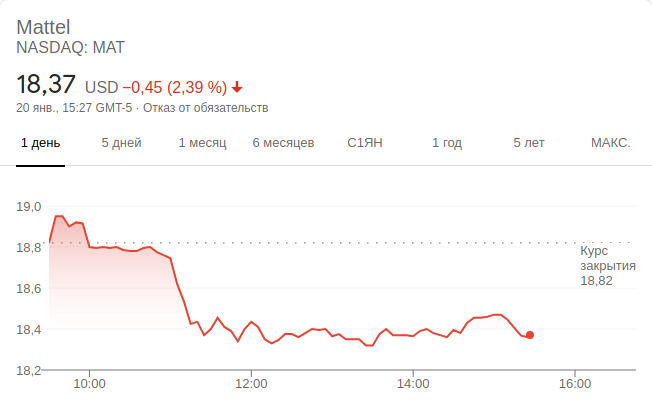 Mattel
NASDAQ: MAT
18,37 USD −0,45 (2,39 %)
20 янв., 15:27 GMT-5 · Отказ от обязательств
1 день 5 дней 1 месяц 6 месяцев С1ЯН 1 год 5 лет МАКС.
19,0
18,8
Курс
закрытия
18,82
18,6
18,4
18,2
10:00 12:00 14:00 16:00